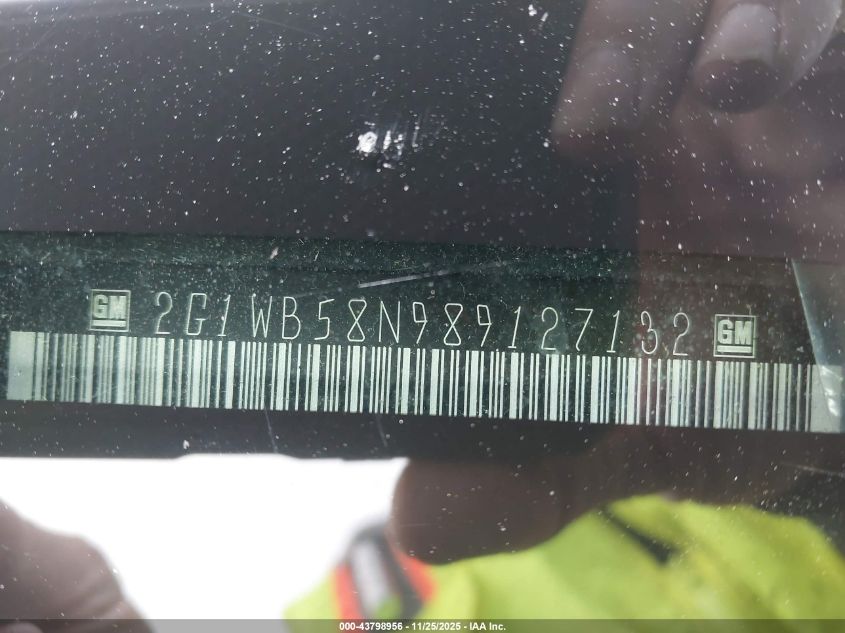 GM 2G1WB58N989127132 GM
000-43798956 - 11/25/2025 - IAA Inc.